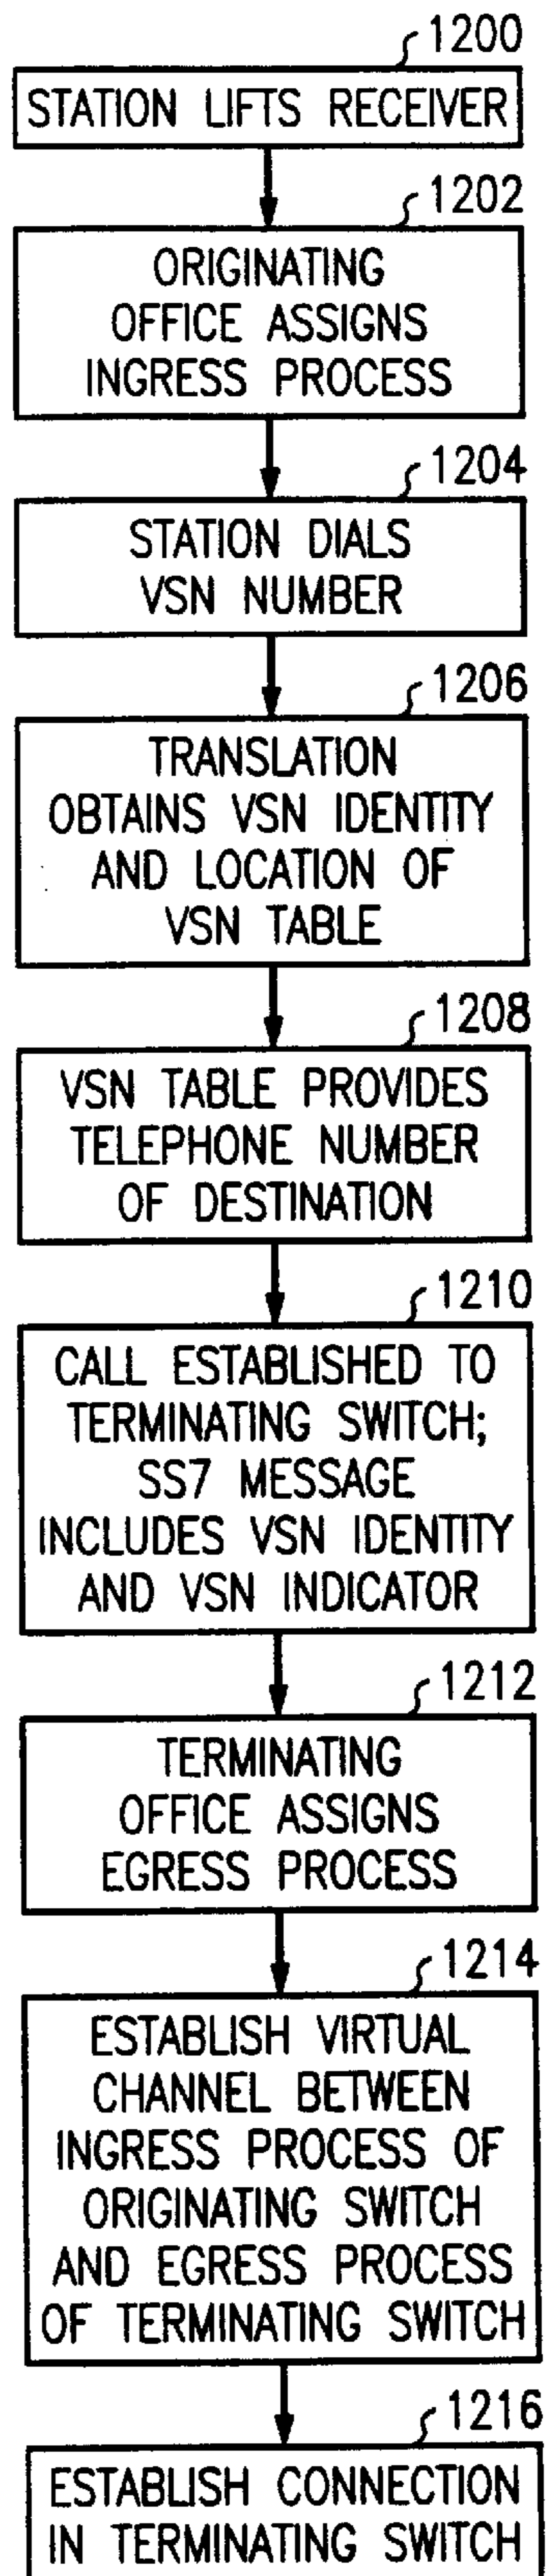 1200
STATION LIFTS RECEIVER
1202
ORIGINATING
OFFICE ASSIGNS
INGRESS PROCESS
1204
STATION DIALS
VSN NUMBER
1206
TRANSLATION
OBTAINS VSN IDENTITY
AND LOCATION OF
VSN TABLE
1208
VSN TABLE PROVIDES
TELEPHONE NUMBER
OF DESTINATION
1210
CALL ESTABLISHED TO
TERMINATING SWITCH;
SS7 MESSAGE
INCLUDES VSN IDENTITY
AND VSN INDICATOR
1212
TERMINATING
OFFICE ASSIGNS
EGRESS PROCESS
1214
ESTABLISH VIRTUAL
CHANNEL BETWEEN
INGRESS PROCESS OF
ORIGINATING SWITCH
AND EGRESS PROCESS
OF TERMINATING SWITCH
1216
ESTABLISH CONNECTION
IN TERMINATING SWITCH